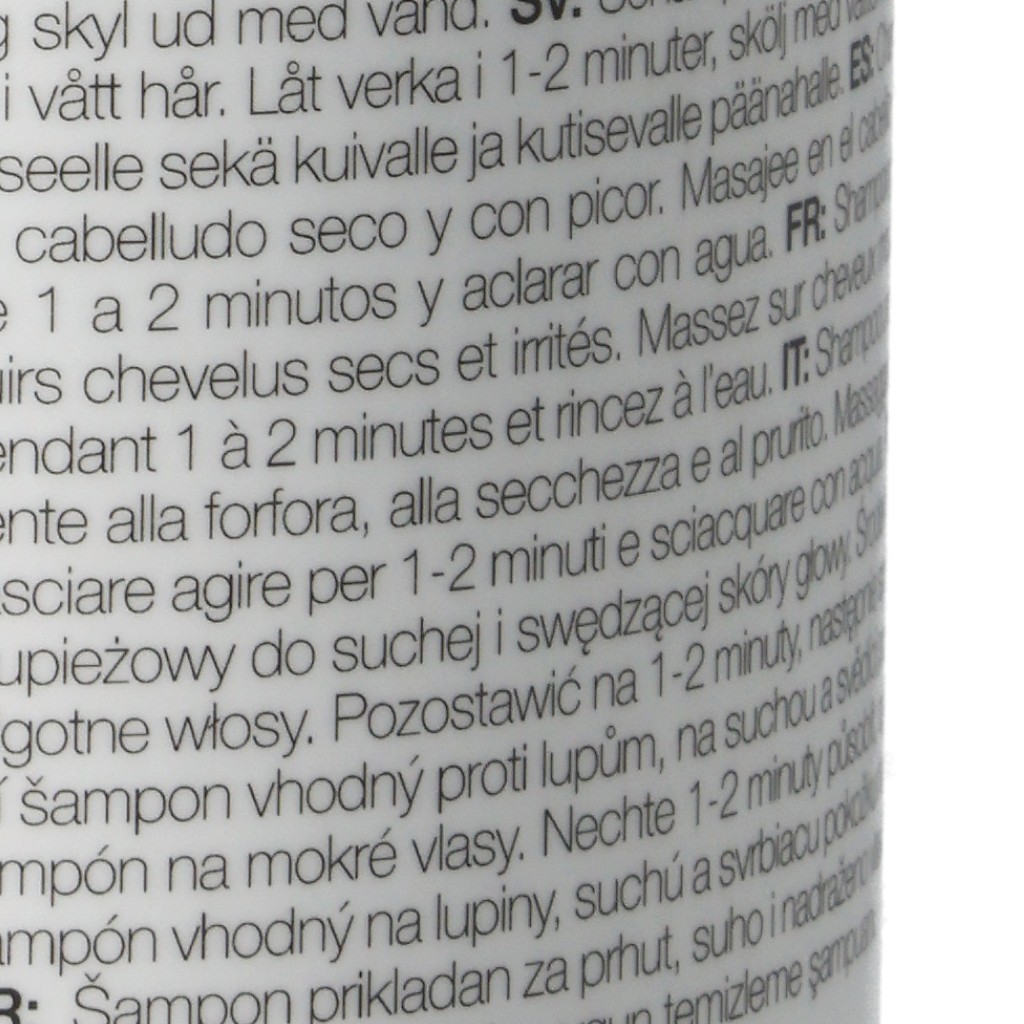 skyl ud med vand. SV:
i vått hår. Låt verka i 1-2 minuter, skölj med
seelle sekä kuivalle ja kutisevalle päänahalle. ES:
cabelludo seco y con picor. Masajee en el
1 a 2 minutos y aclarar con agua. FR:
irs chevelus secs et irrités. Massez sur cheveux
endant 1 à 2 minutes et rincez à l'eau. IT:
ente alla forfora, alla secchezza e al prurito.
asciare agire per 1-2 minuti e sciacquare con
upieżowy do suchej i swędzącej skóry głowy.
gotne włosy. Pozostawić na 1-2 minuty,
šampon vhodný proti lupům, na suchou a
mpón na mokré vlasy. Nechte 1-2 minuty
ampón vhodný na lupiny, suchú a svrbiacu
R: Šampon prikladan za prhut, suho i nadraženo
temizleme